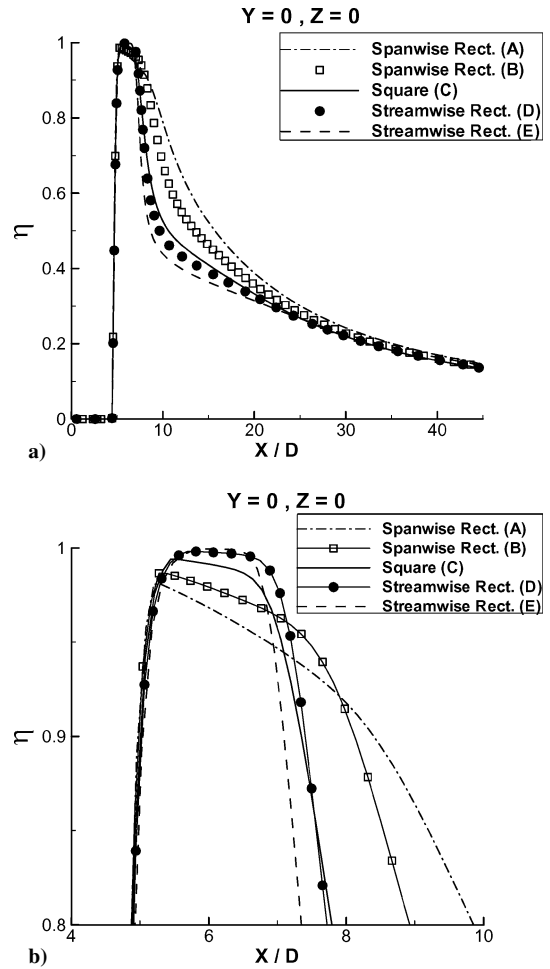 Y = 0 , Z = 0
Spanwise Rect. (A)
Spanwise Rect. (B)
Square (C)
Streamwise Rect. (D)
Streamwise Rect. (E)
1
0.8
0.6
0.4
0.2
0
η
0 10 20 30 40
X / D
a)
Y = 0 , Z = 0
Spanwise Rect. (A)
Spanwise Rect. (B)
Square (C)
Streamwise Rect. (D)
Streamwise Rect. (E)
1
0.9
0.8
η
4 6 8 10
X / D
b)